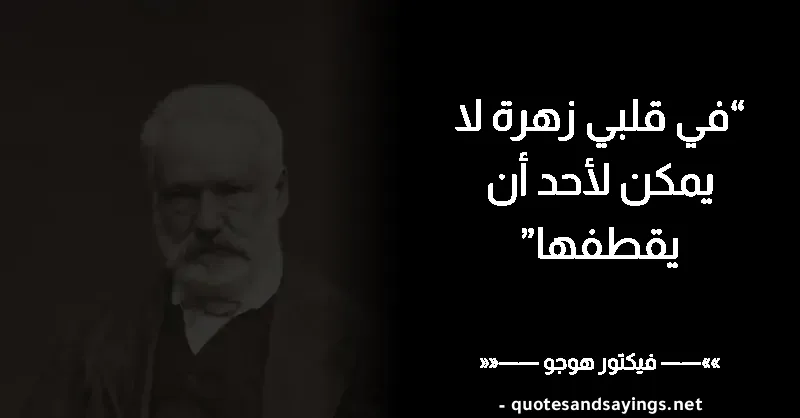 “في قلبي زهرة لا
يمكن لأحد أن
يقطفها”
»»—— فيكتور هوجو ——««
- quotesandsayings.net